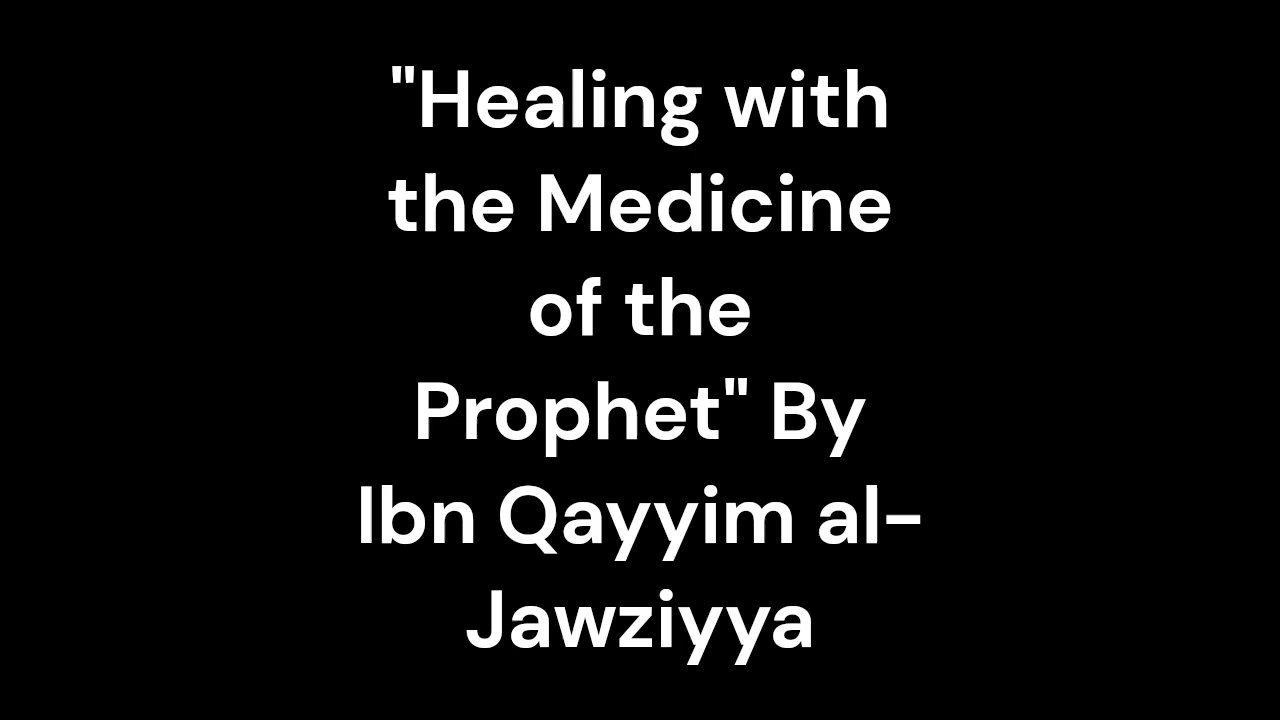 "Healing with
the Medicine
of the
Prophet" By
Ibn Qayyim al-
Jawziyya